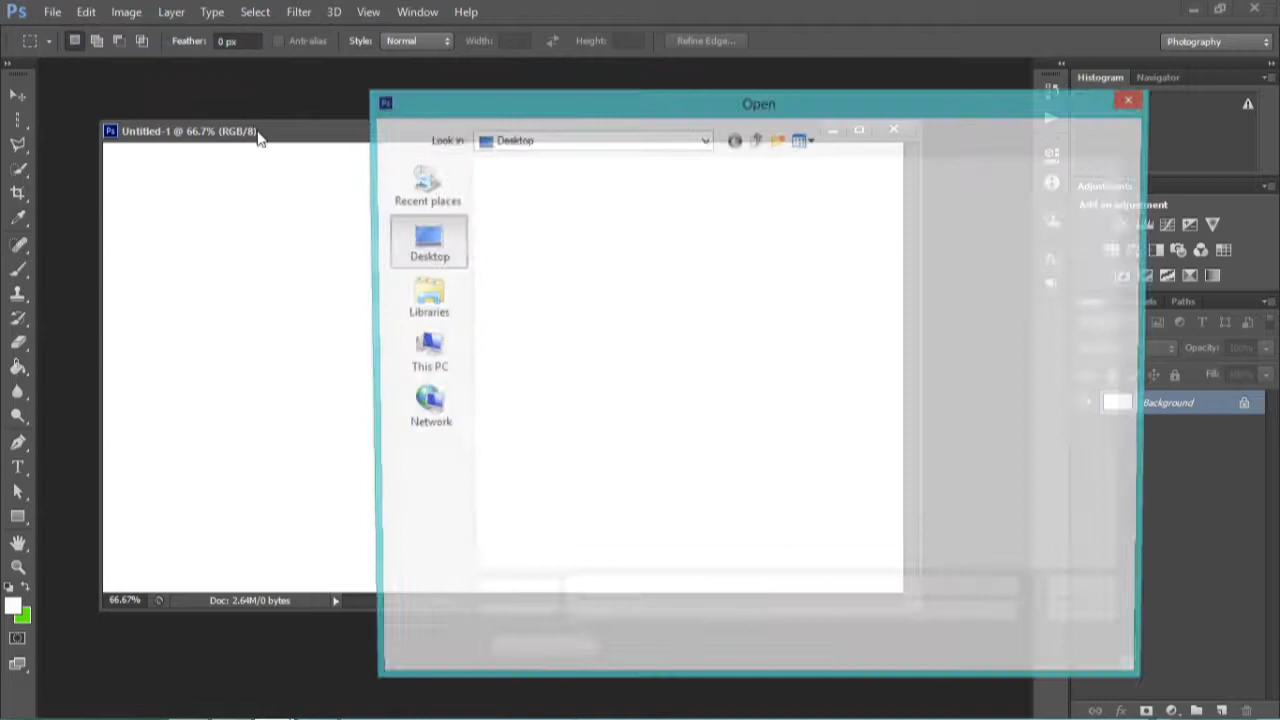 Ps File Edit Image Layer Type Select Filter 3D View Window Help
Feather: 0 px Anti-alias Style: Normal Width: Height: Refine Edge... Photography
Open
Histogram Navigator
Untitled-1 @ 66.7% (RGB/8)
Look in Desktop
Recent places
Desktop
Libraries
This PC
Network
Adjustments
Add an adjustment
Paths
Opacity: 100%
Fill: 100%
Background
66.67% Doc: 2.64M/0 bytes